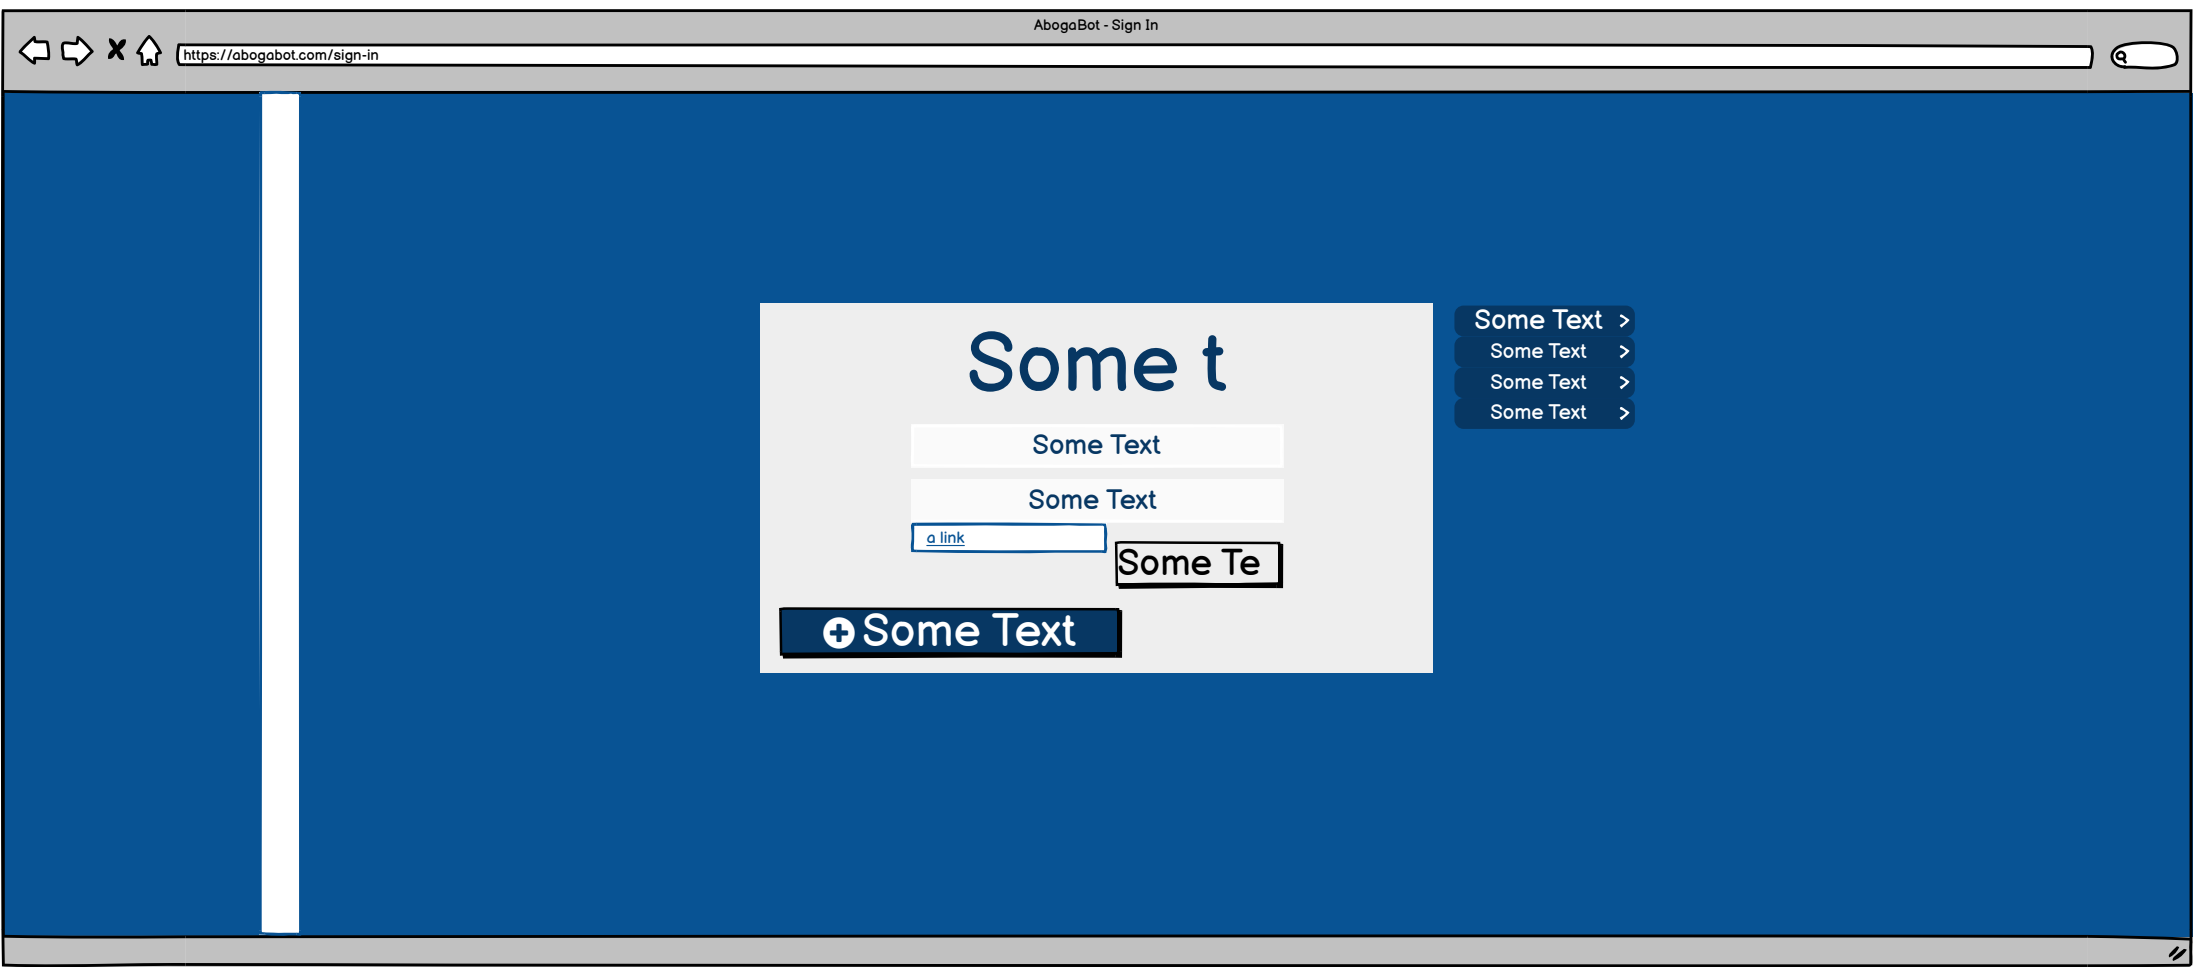 AbogaBot - Sign In
https://abogabot.com/sign-in
Some t
Some Text
Some Text
a link
Some Te
Some Text
Some Text >
Some Text >
Some Text >
Some Text >